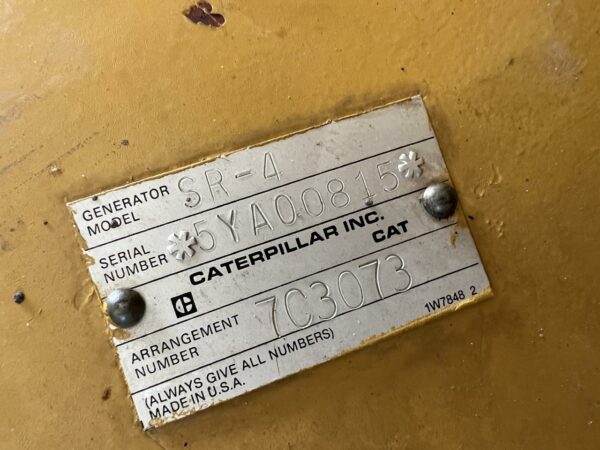 GENERATOR MODEL SR-4
SERIAL NUMBER *5YA00815*
CATERPILLAR INC.
CAT
ARRANGEMENT NUMBER 7C3073
1W7848 2
(ALWAYS GIVE ALL NUMBERS)
MADE IN U.S.A.